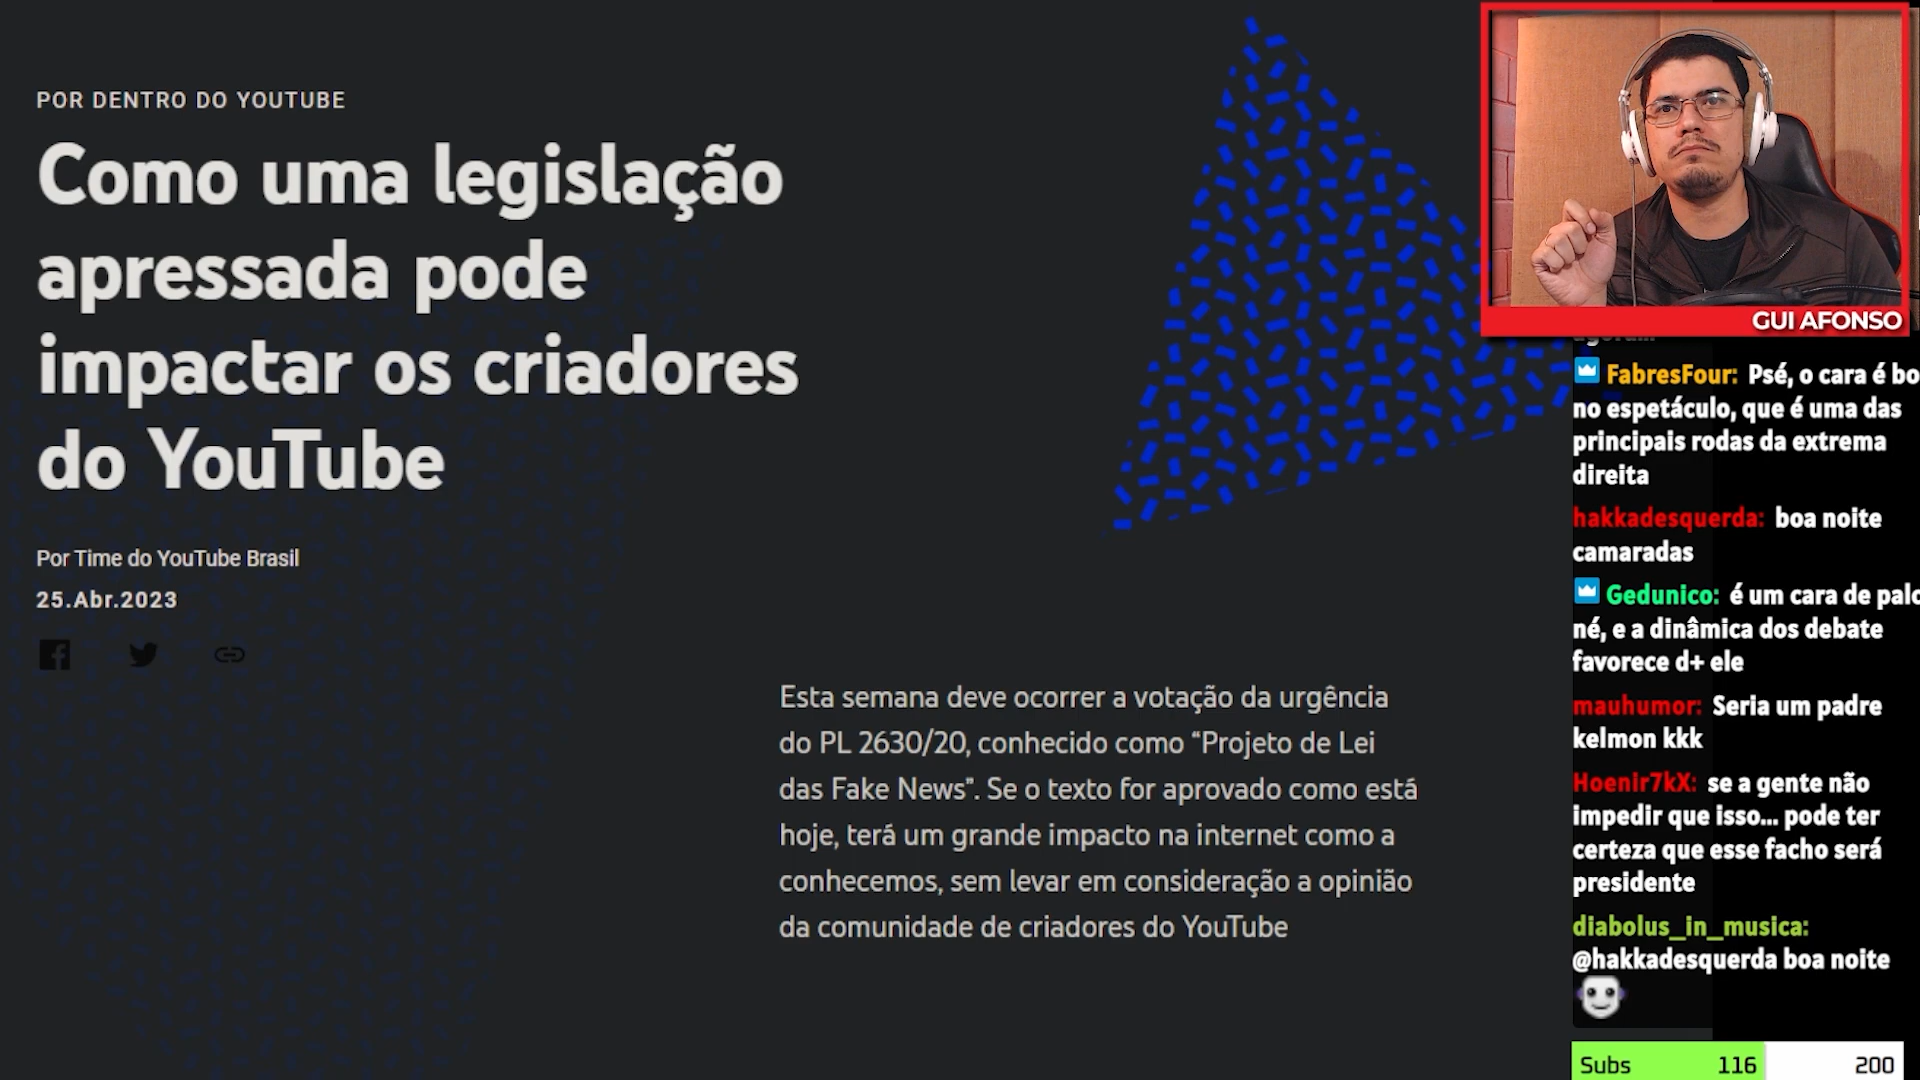 POR DENTRO DO YOUTUBE
Como uma legislação
apressada pode
impactar os criadores
do YouTube
Por Time do YouTube Brasil
25.Abr.2023
Esta semana deve ocorrer a votação da urgência
do PL 2630/20, conhecido como “Projeto de Lei
das Fake News”. Se o texto for aprovado como está
hoje, terá um grande impacto na internet como a
conhecemos, sem levar em consideração a opinião
da comunidade de criadores do YouTube
GUI AFONSO
FabresFour: Psé, o cara é bo
no espetáculo, que é uma das
principais rodas da extrema
direita
hakkadesquerda: boa noite
camaradas
Gedunico: é um cara de palc
né, e a dinâmica dos debate
favorece d+ ele
mauhumor: Seria um padre
kelmon kkk
Hoenir7kX: se a gente não
impedir que isso... pode ter
certeza que esse facho será
presidente
diabolus_in_musica:
@hakkadesquerda boa noite
Subs 116 200